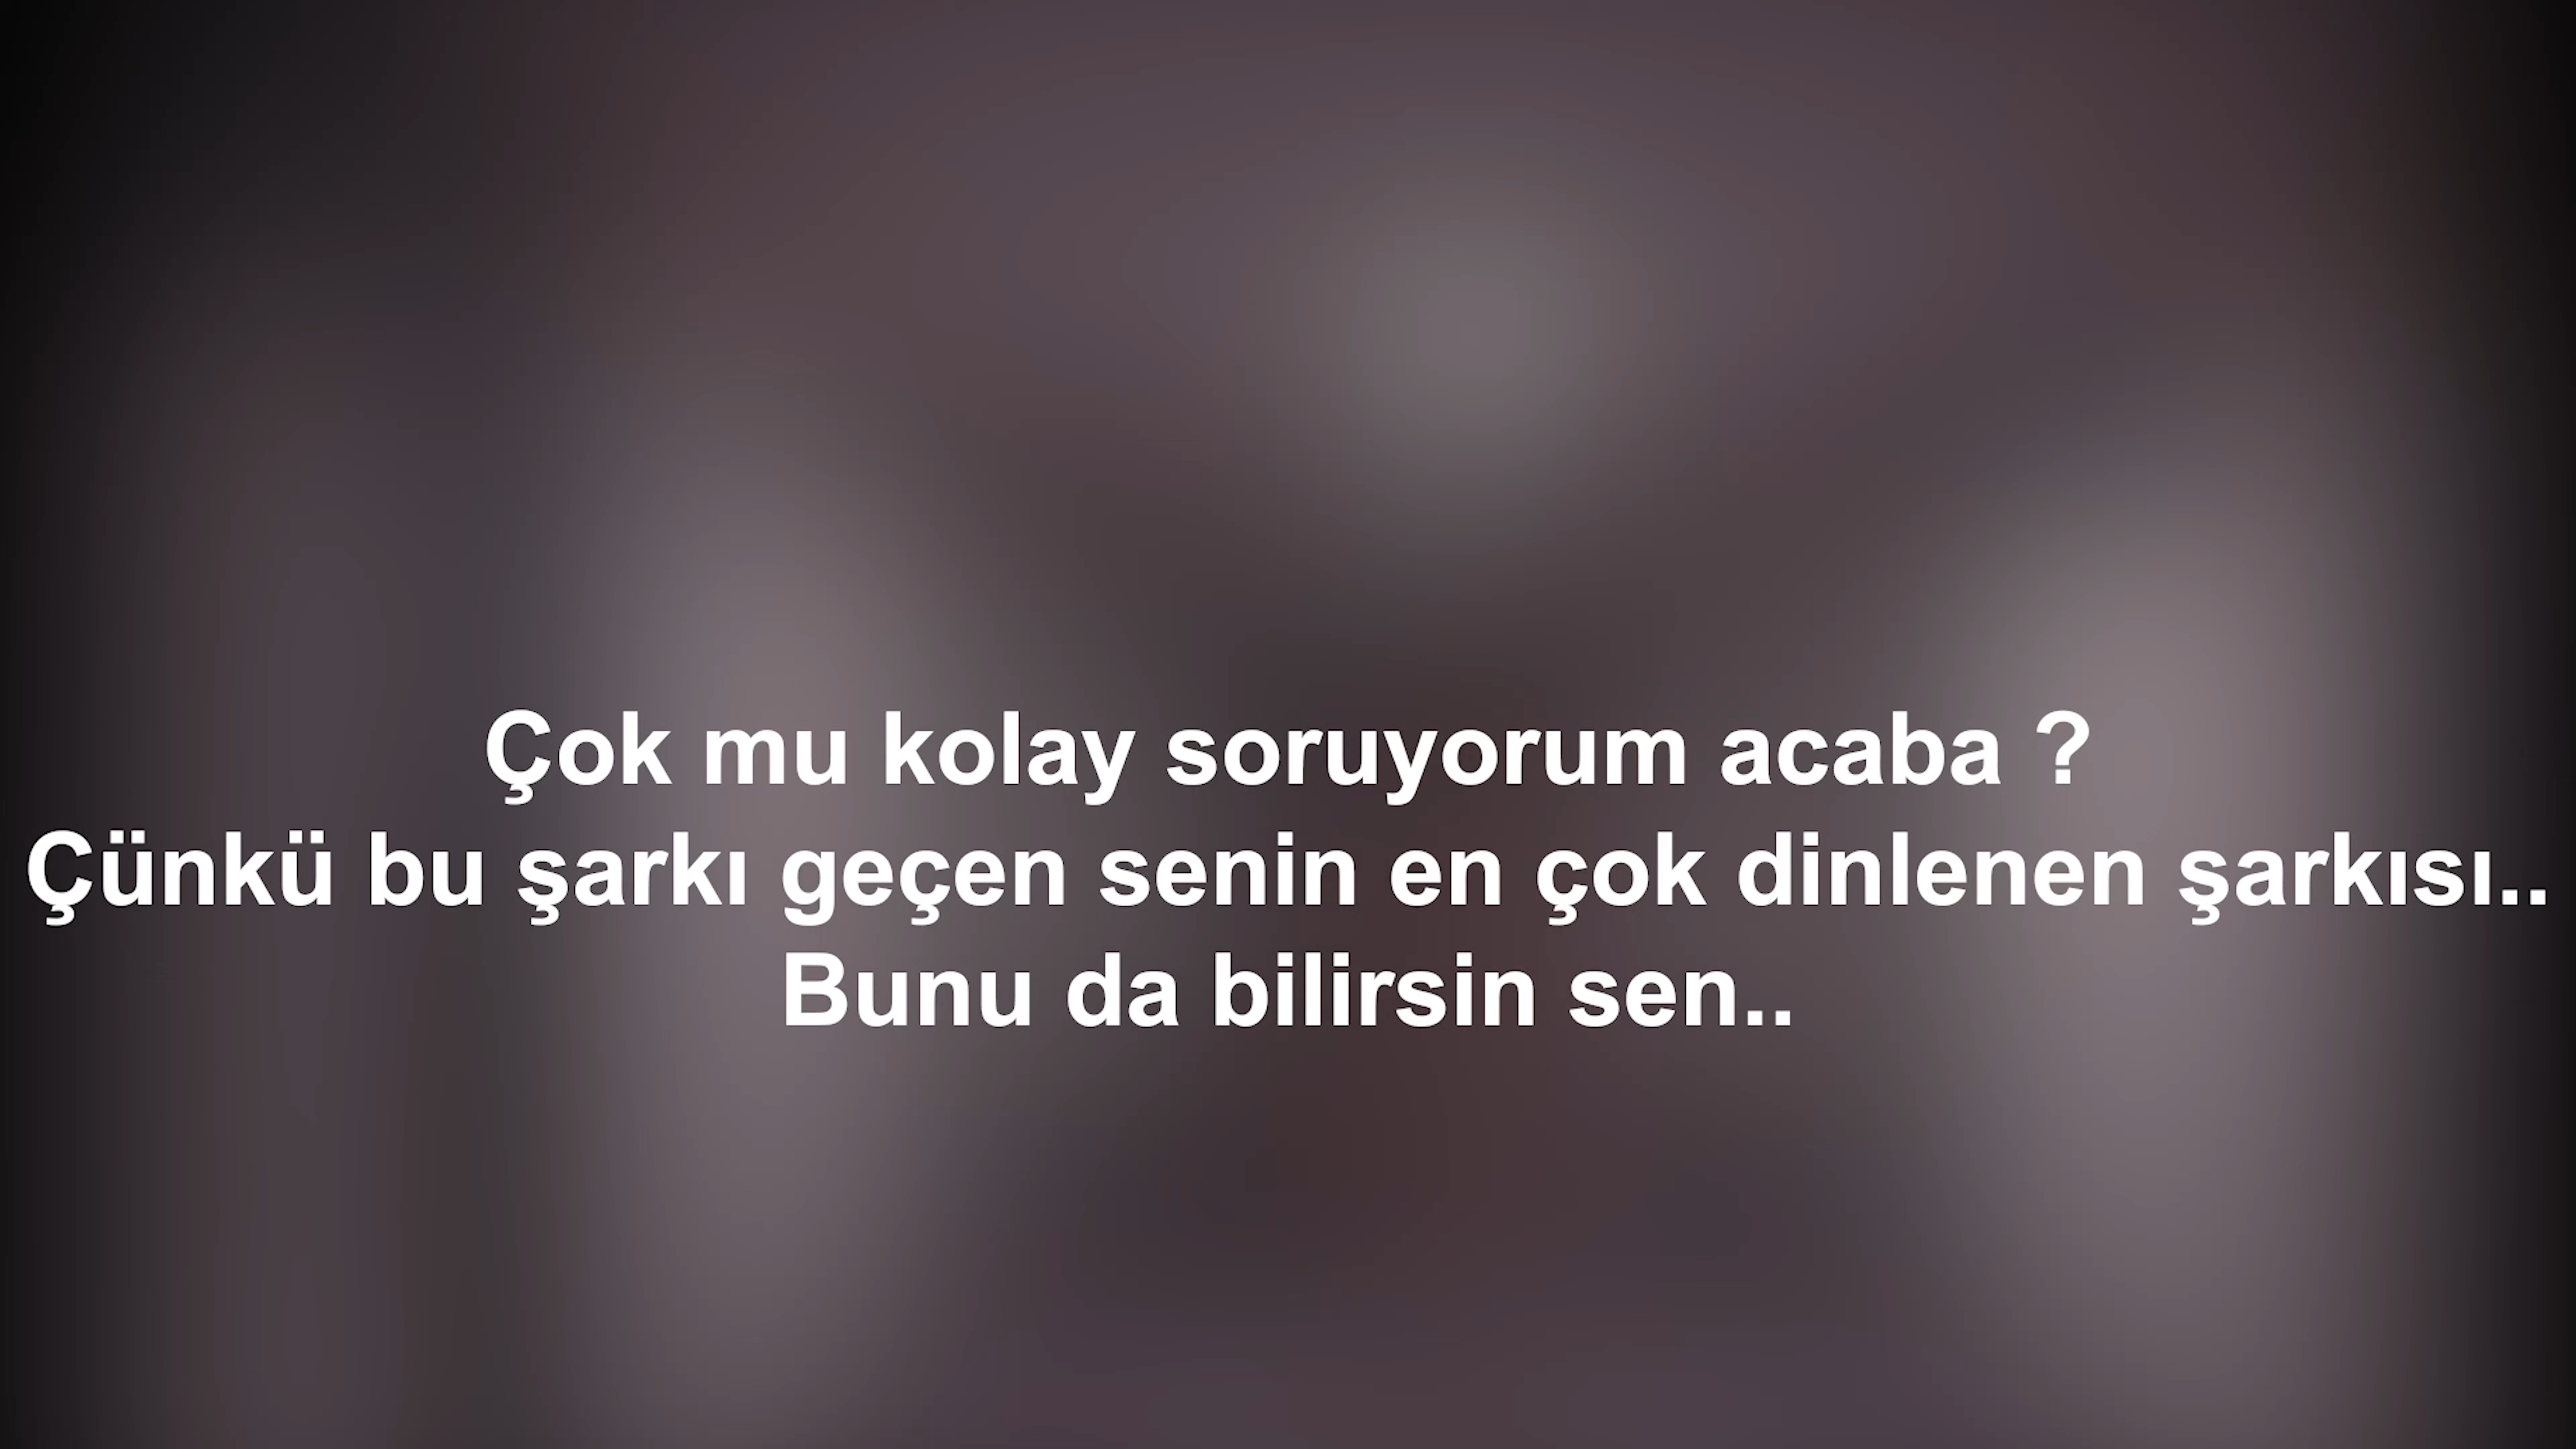 Çok mu kolay soruyorum acaba ?
Çünkü bu şarkı geçen senin en çok dinlenen şarkısı..
Bunu da bilirsin sen..